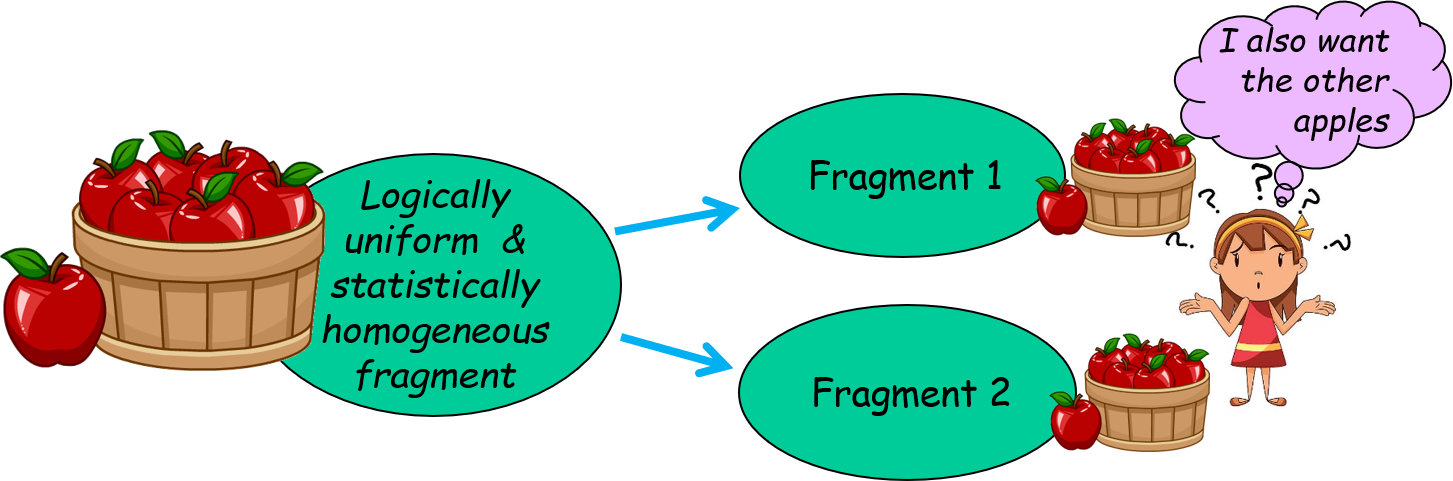 Logically
uniform & 
statistically
homogeneous
fragment
Fragment 1
Fragment 2
I also want
the other
apples
? ? ? ? ?